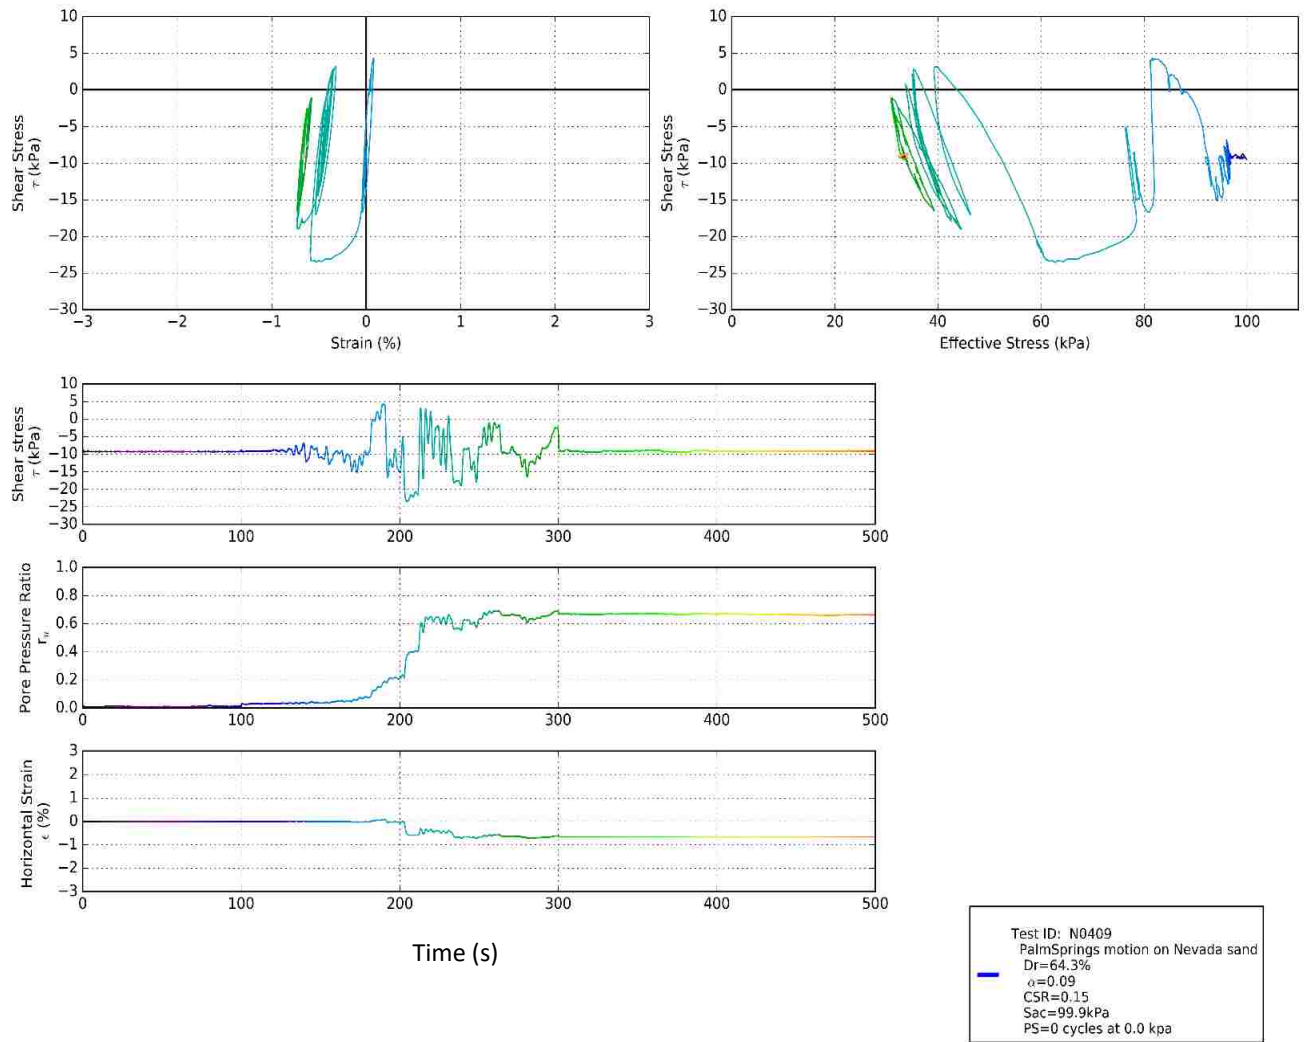 10
5
0
−5
−10
−15
−20
−25
−30
Shear Stress
τ (kPa)
−3 −2 −1 0 1 2 3
Strain (%)
10
5
0
−5
−10
−15
−20
−25
−30
Shear Stress
τ (kPa)
0 20 40 60 80 100
Effective Stress (kPa)
10
5
0
−5
−10
−15
−20
−25
−30
Shear stress
τ (kPa)
0 100 200 300 400 500
1.0
0.8
0.6
0.4
0.2
0.0
Pore Pressure Ratio
r_u
0 100 200 300 400 500
3
2
1
0
−1
−2
−3
Horizontal Strain
ϵ (%)
0 100 200 300 400 500
Time (s)
Test ID: N0409
PalmSprings motion on Nevada sand
Dr=64.3%
α=0.09
CSR=0.15
Sac=99.9kPa
PS=0 cycles at 0.0 kpa